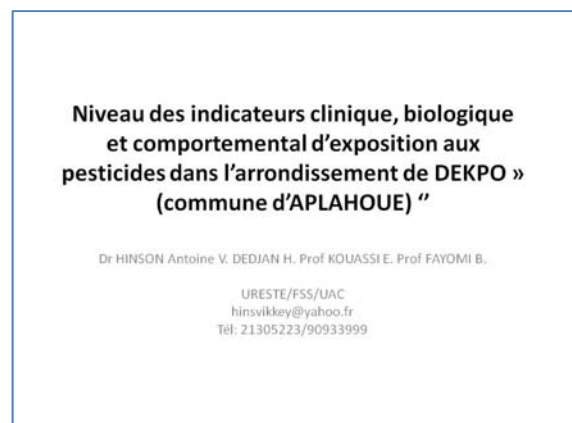 Niveau des indicateurs clinique, biologique
et comportemental d’exposition aux
pesticides dans l’arrondissement de DEKPO »
(commune d’APLAHOUE) ‘’
Dr HINSON Antoine V. DEDJAN H. Prof KOUASSI E. Prof FAYOMI B.
URESTE/FSS/UAC
hinsvikkey@yahoo.fr
Tél: 21305223/90933999